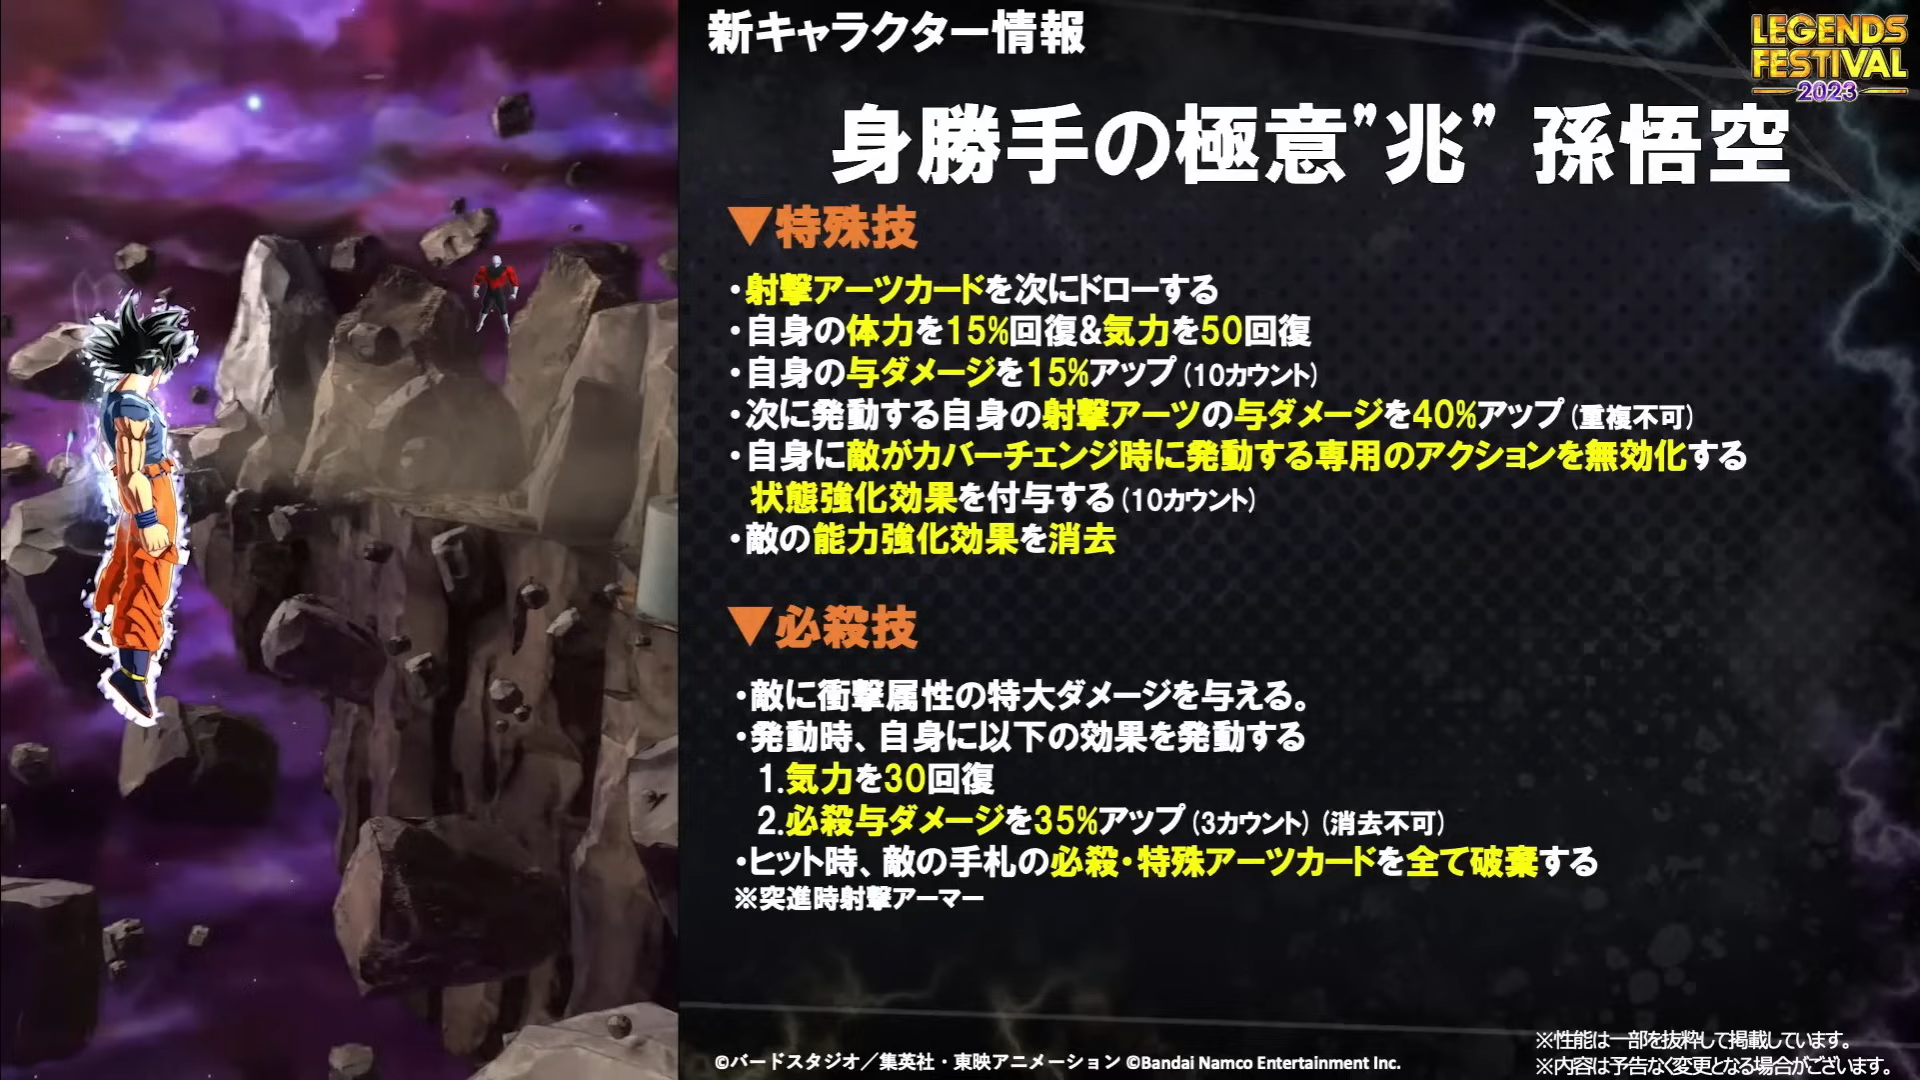 新キャラクター情報
LEGENDS
FESTIVAL
2023
身勝手の極意"兆" 孫悟空
▼特殊技
・射撃アーツカードを次にドローする
・自身の体力を15%回復&気力を50回復
・自身の与ダメージを15%アップ(10カウント)
・次に発動する自身の射撃アーツの与ダメージを40%アップ(重複不可)
・自身に敵がカバーチェンジ時に発動する専用のアクションを無効化する
状態強化効果を付与する(10カウント)
・敵の能力強化効果を消去
▼必殺技
・敵に衝撃属性の特大ダメージを与える。
・発動時、自身に以下の効果を発動する
1.気力を30回復
2.必殺与ダメージを35%アップ(3カウント)(消去不可)
・ヒット時、敵の手札の必殺・特殊アーツカードを全て破棄する
※突進時射撃アーマー
※性能は一部を抜粋して掲載しています。
※内容は予告なく変更となる場合がございます。
©バードスタジオ／集英社・東映アニメーション ©Bandai Namco Entertainment Inc.